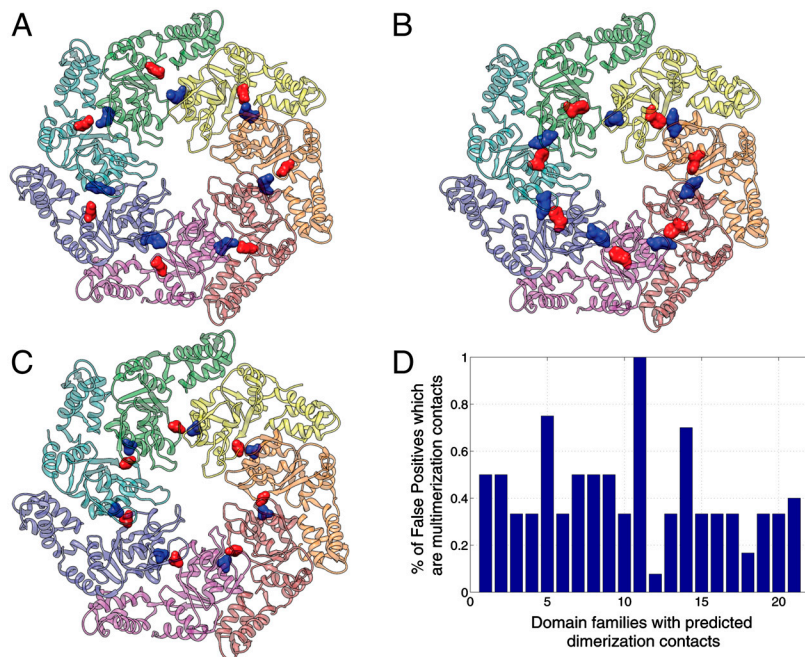 A
B
C
D
% of False Positives which
are multimerization contacts
1
0.8
0.6
0.4
0.2
0
0
5
10
15
20
Domain families with predicted
dimerization contacts